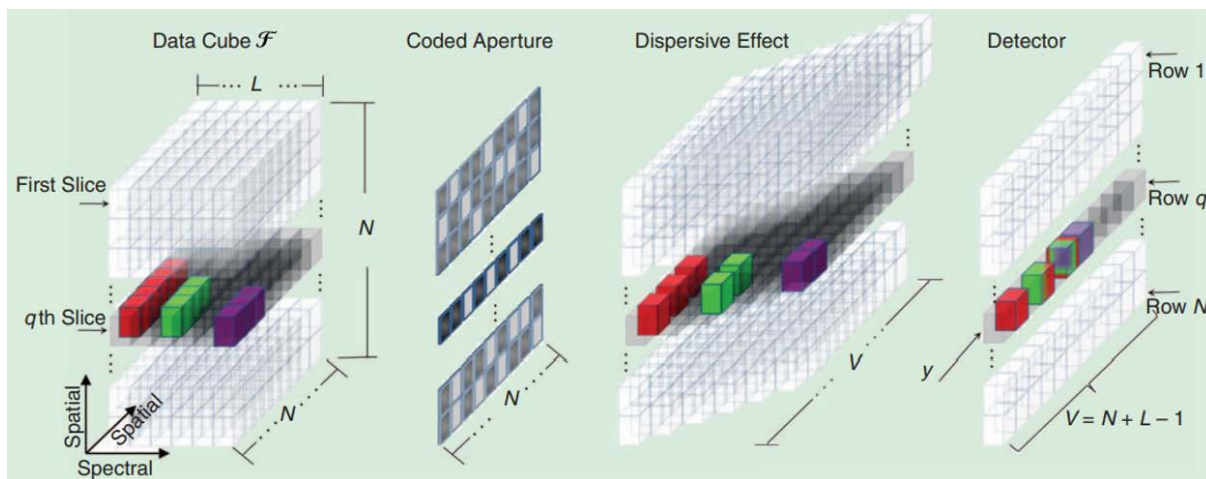 Data Cube ℱ
Coded Aperture
Dispersive Effect
Detector
... L ...
Row 1
First Slice
N
Row q
qth Slice
Row N
N
N
V
y
V = N + L − 1
Spatial
Spatial
Spectral